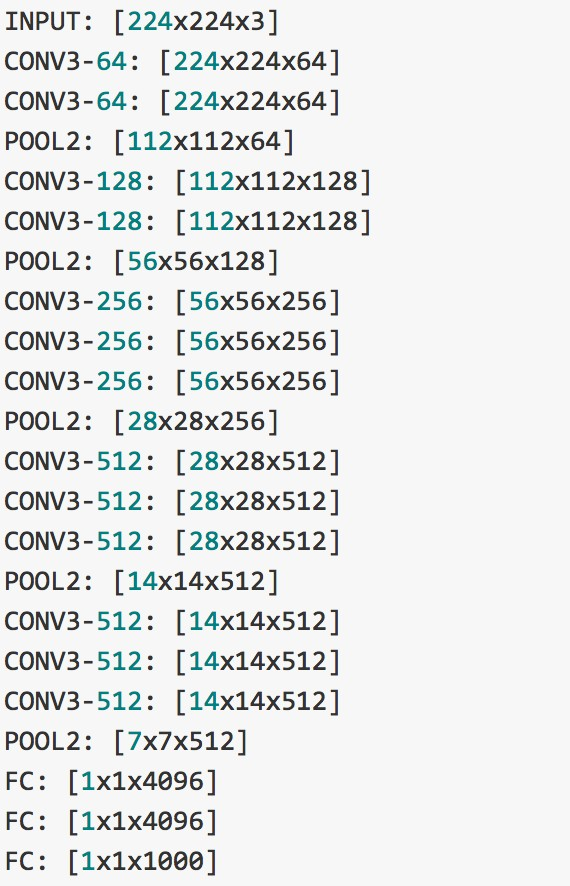 INPUT: [224x224x3]
CONV3-64: [224x224x64]
CONV3-64: [224x224x64]
POOL2: [112x112x64]
CONV3-128: [112x112x128]
CONV3-128: [112x112x128]
POOL2: [56x56x128]
CONV3-256: [56x56x256]
CONV3-256: [56x56x256]
CONV3-256: [56x56x256]
POOL2: [28x28x256]
CONV3-512: [28x28x512]
CONV3-512: [28x28x512]
CONV3-512: [28x28x512]
POOL2: [14x14x512]
CONV3-512: [14x14x512]
CONV3-512: [14x14x512]
CONV3-512: [14x14x512]
POOL2: [7x7x512]
FC: [1x1x4096]
FC: [1x1x4096]
FC: [1x1x1000]